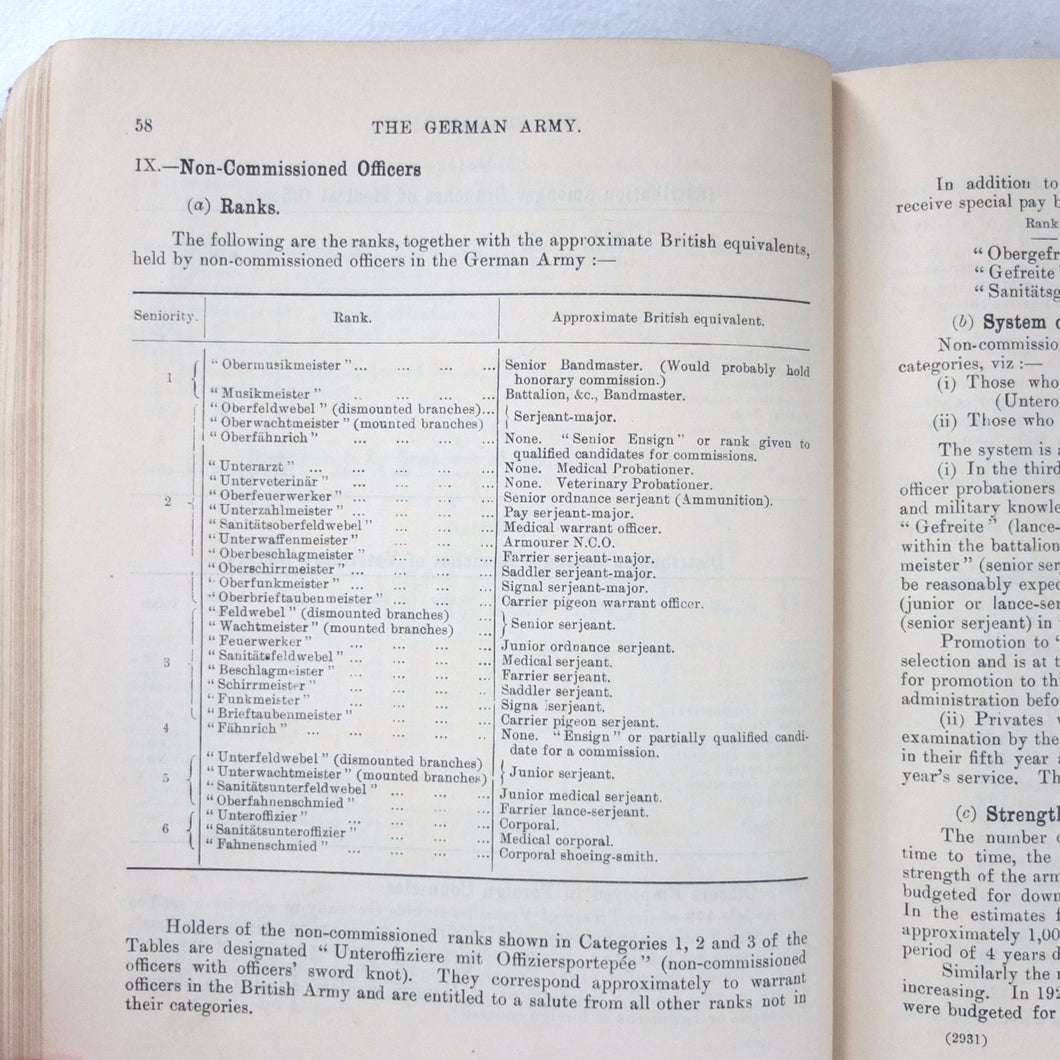 58
THE GERMAN ARMY.
IX.—Non-Commissioned Officers
(a) Ranks.
The following are the ranks, together with the approximate British equivalents,
held by non-commissioned officers in the German Army :—
Seniority. Rank. Approximate British equivalent.
1 "Obermusikmeister"... ... ... ... Senior Bandmaster. (Would probably hold
honorary commission.)
"Musikmeister" .. ... ... ... Battalion, &c., Bandmaster.
2 "Oberfeldwebel" (dismounted branches)... Serjeant-major.
"Oberwachtmeister" (mounted branches)
"Oberfähnrich" ... ... ... ... None. "Senior Ensign" or rank given to
qualified candidates for commissions.
"Unterarzt" ... ... ... ... ... None. Medical Probationer.
"Unterveterinär" ... ... ... ... None. Veterinary Probationer.
"Oberfeuerwerker" ... ... ... ... Senior ordnance serjeant (Ammunition).
"Unterzahlmeister" ... ... ... ... Pay serjeant-major.
"Sanitätsoberfeldwebel" ... ... ... Medical warrant officer.
"Unterwaffenmeister" ... ... ... Armourer N.C.O.
"Oberbeschlagmeister" ... ... ... Farrier serjeant-major.
"Oberschirrmeister" ... ... ... ... Saddler serjeant-major.
"Oberfunkmeister" ... ... ... ... Signal serjeant-major.
"Oberbrieftaubenmeister" ... ... ... Carrier pigeon warrant officer.
3 "Feldwebel" (dismounted branches) ... Senior serjeant.
"Wachtmeister" (mounted branches) ...
"Feuerwerker" ... ... ... ... Junior ordnance serjeant.
"Sanitätsfeldwebel" ... ... ... ... Medical serjeant.
"Beschlagmeister" ... ... ... ... Farrier serjeant.
"Schirrmeister" ... ... ... .. Saddler serjeant.
"Funkmeister" ... ... ... ... Signa serjeant.
"Brieftaubenmeister" ... ... ... Carrier pigeon serjeant.
4 "Fähnrich" ... ... ... .. None. "Ensign" or partially qualified candi-
date for a commission.
5 "Unterfeldwebel" (dismounted branches) Junior serjeant.
"Unterwachtmeister" (mounted branches)
"Sanitätsunterfeldwebel" ... ... ... Junior medical serjeant.
"Oberfahnenschmied" ... ... ... Farrier lance-serjeant.
6 "Unteroffizier" ... ... ... ... Corporal.
"Sanitätsunteroffizier" ... ... ... Medical corporal.
"Fahnenschmied" ... ... ... ... Corporal shoeing-smith.
Holders of the non-commissioned ranks shown in Categories 1, 2 and 3 of the
Tables are designated "Unteroffiziere mit Offiziersportepée" (non-commissioned
officers with officers' sword knot). They correspond approximately to warrant
officers in the British Army and are entitled to a salute from all other ranks not in
their categories.
In addition to
receive special pay b
Rank
"Obergefr
"Gefreite"
"Sanitätsg
(b) System o
Non-commission
categories, viz :—
(i) Those who
(Untero
(ii) Those who
The system is a
(i) In the third
officer probationers
and military knowle
"Gefreite" (lance-
within the battalion
meister" (senior ser
be reasonably expec
(junior or lance-ser
(senior serjeant) in
Promotion to "
selection and is at t
for promotion to th
administration befo
(ii) Privates
examination by the
in their fifth year a
year's service. Th
(c) Strength
The number o
time to time, the
strength of the arm
budgeted for down
In the estimates f
approximately 1,00
period of 4 years d
Similarly the n
increasing. In 192
were budgeted for
(2931)